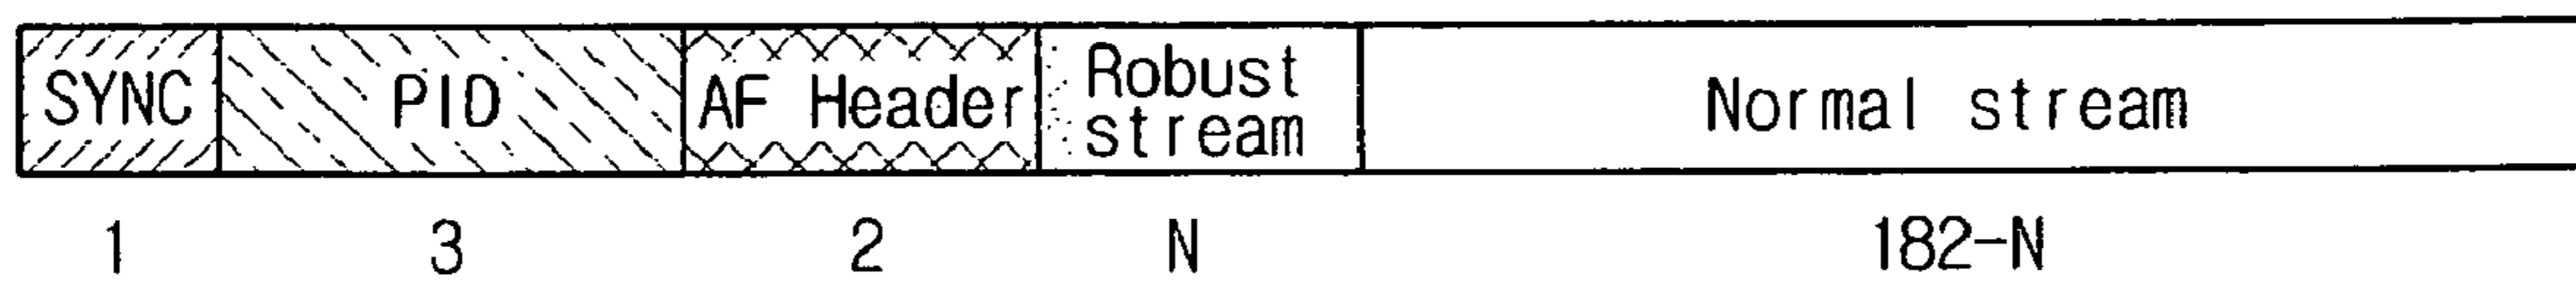 SYNC PID AF Header Robust stream Normal stream
1 3 2 N 182-N